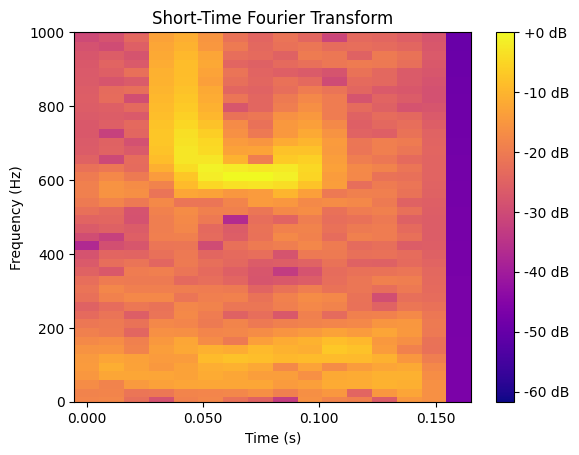 Short-Time Fourier Transform
1000
800
600
400
200
0
Frequency (Hz)
0.000
0.050
0.100
0.150
Time (s)
+0 dB
-10 dB
-20 dB
-30 dB
-40 dB
-50 dB
-60 dB